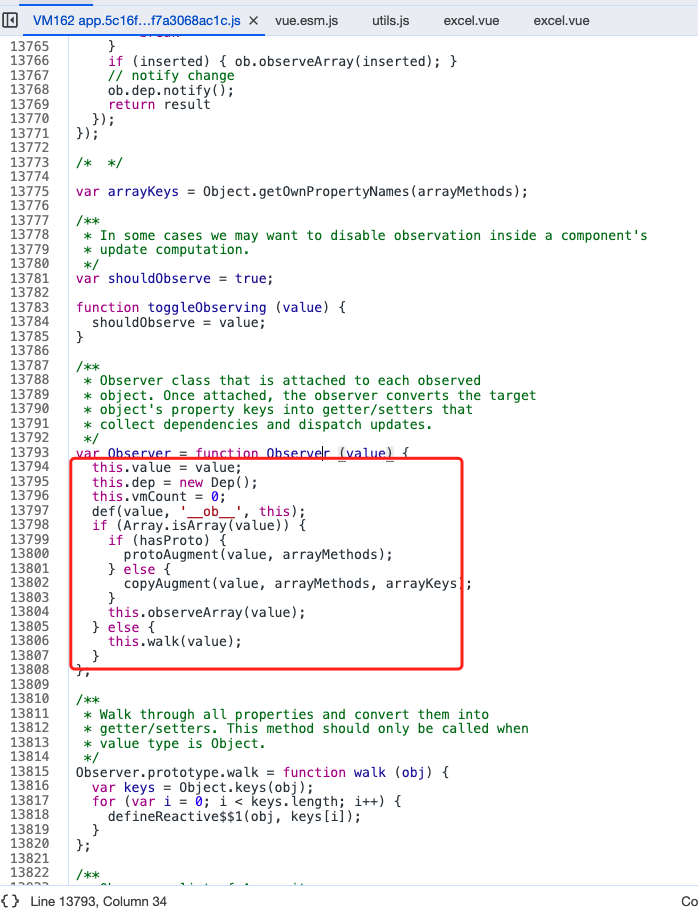 VM162 app.5c16f...f7a3068ac1c.js × vue.esm.js utils.js excel.vue excel.vue
13765 }
13766 if (inserted) { ob.observeArray(inserted); }
13767 // notify change
13768 ob.dep.notify();
13769 return result
13770 });
13771 });
13772
13773 /*  */
13774
13775 var arrayKeys = Object.getOwnPropertyNames(arrayMethods);
13776
13777 /**
13778 * In some cases we may want to disable observation inside a component's
13779 * update computation.
13780 */
13781 var shouldObserve = true;
13782
13783 function toggleObserving (value) {
13784 shouldObserve = value;
13785 }
13786
13787 /**
13788 * Observer class that is attached to each observed
13789 * object. Once attached, the observer converts the target
13790 * object's property keys into getter/setters that
13791 * collect dependencies and dispatch updates.
13792 */
13793 var Observer = function Observer (value) {
13794 this.value = value;
13795 this.dep = new Dep();
13796 this.vmCount = 0;
13797 def(value, '__ob__', this);
13798 if (Array.isArray(value)) {
13799 if (hasProto) {
13800 protoAugment(value, arrayMethods);
13801 } else {
13802 copyAugment(value, arrayMethods, arrayKeys);
13803 }
13804 this.observeArray(value);
13805 } else {
13806 this.walk(value);
13807 }
13808 };
13809
13810 /**
13811 * Walk through all properties and convert them into
13812 * getter/setters. This method should only be called when
13813 * value type is Object.
13814 */
13815 Observer.prototype.walk = function walk (obj) {
13816 var keys = Object.keys(obj);
13817 for (var i = 0; i < keys.length; i++) {
13818 defineReactive$$1(obj, keys[i]);
13819 }
13820 };
13821
13822 /**
{} Line 13793, Column 34 Co